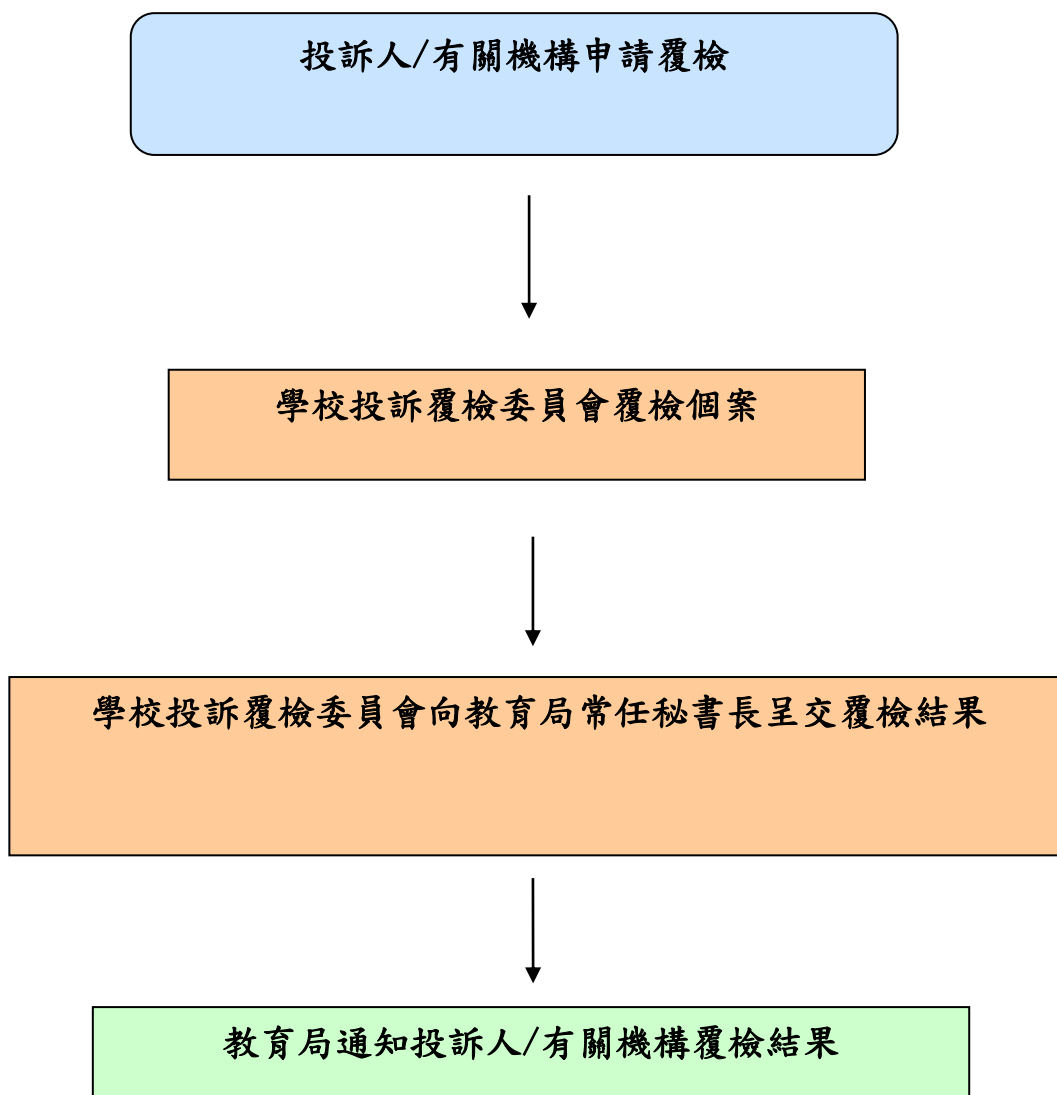 投訴人/有關機構申請覆檢
學校投訴覆檢委員會覆檢個案
學校投訴覆檢委員會向教育局常任秘書長呈交覆檢結果
教育局通知投訴人/有關機構覆檢結果